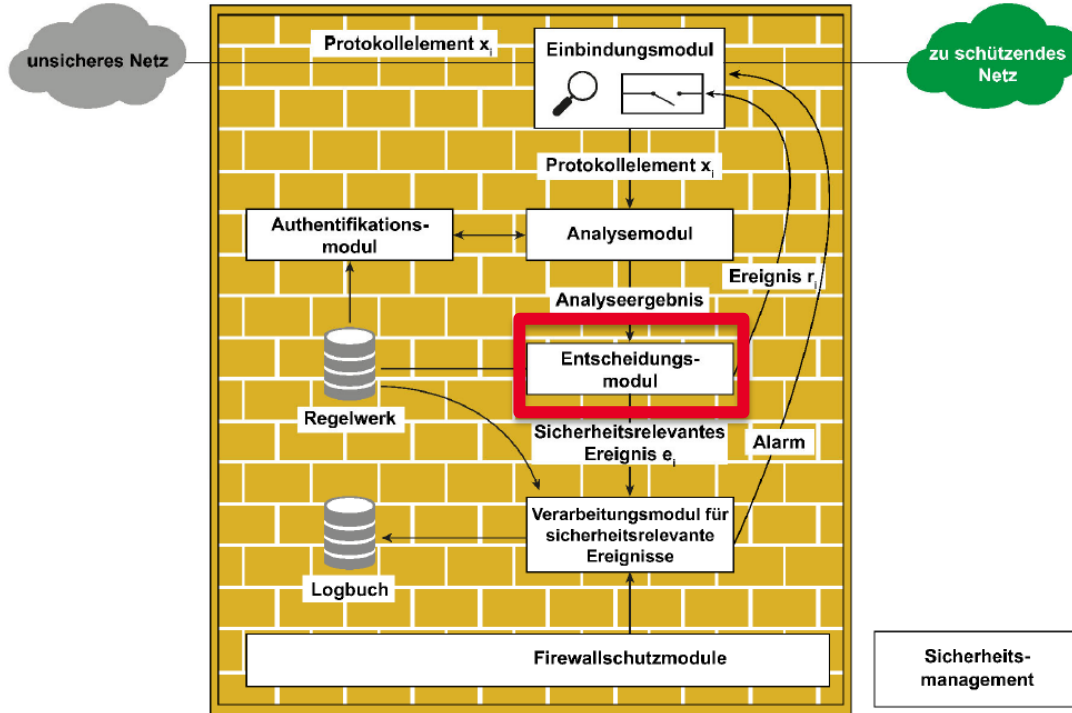 Protokollelement xi
Einbindungsmodul
unsicheres Netz
zu schützendes
Netz
Protokollelement xi
Authentifikations-
modul
Analysemodul
Ereignis ri
Analyseergebnis
Entscheidungs-
modul
Regelwerk
Sicherheitsrelevantes
Ereignis ei
Alarm
Verarbeitungsmodul für
sicherheitsrelevante
Ereignisse
Logbuch
Firewallschutzmodule
Sicherheits-
management